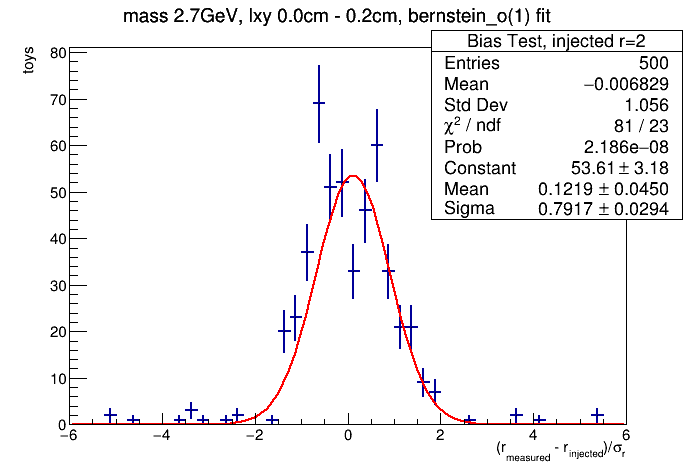 mass 2.7GeV, lxy 0.0cm - 0.2cm, bernstein_o(1) fit
Bias Test, injected r=2
Entries 500
Mean −0.006829
Std Dev 1.056
χ² / ndf 81 / 23
Prob 2.186e−08
Constant 53.61 ± 3.18
Mean 0.1219 ± 0.0450
Sigma 0.7917 ± 0.0294
toys
80
70
60
50
40
30
20
10
0
−6 −4 −2 0 2 4 6
(r_measured - r_injected)/σ_r